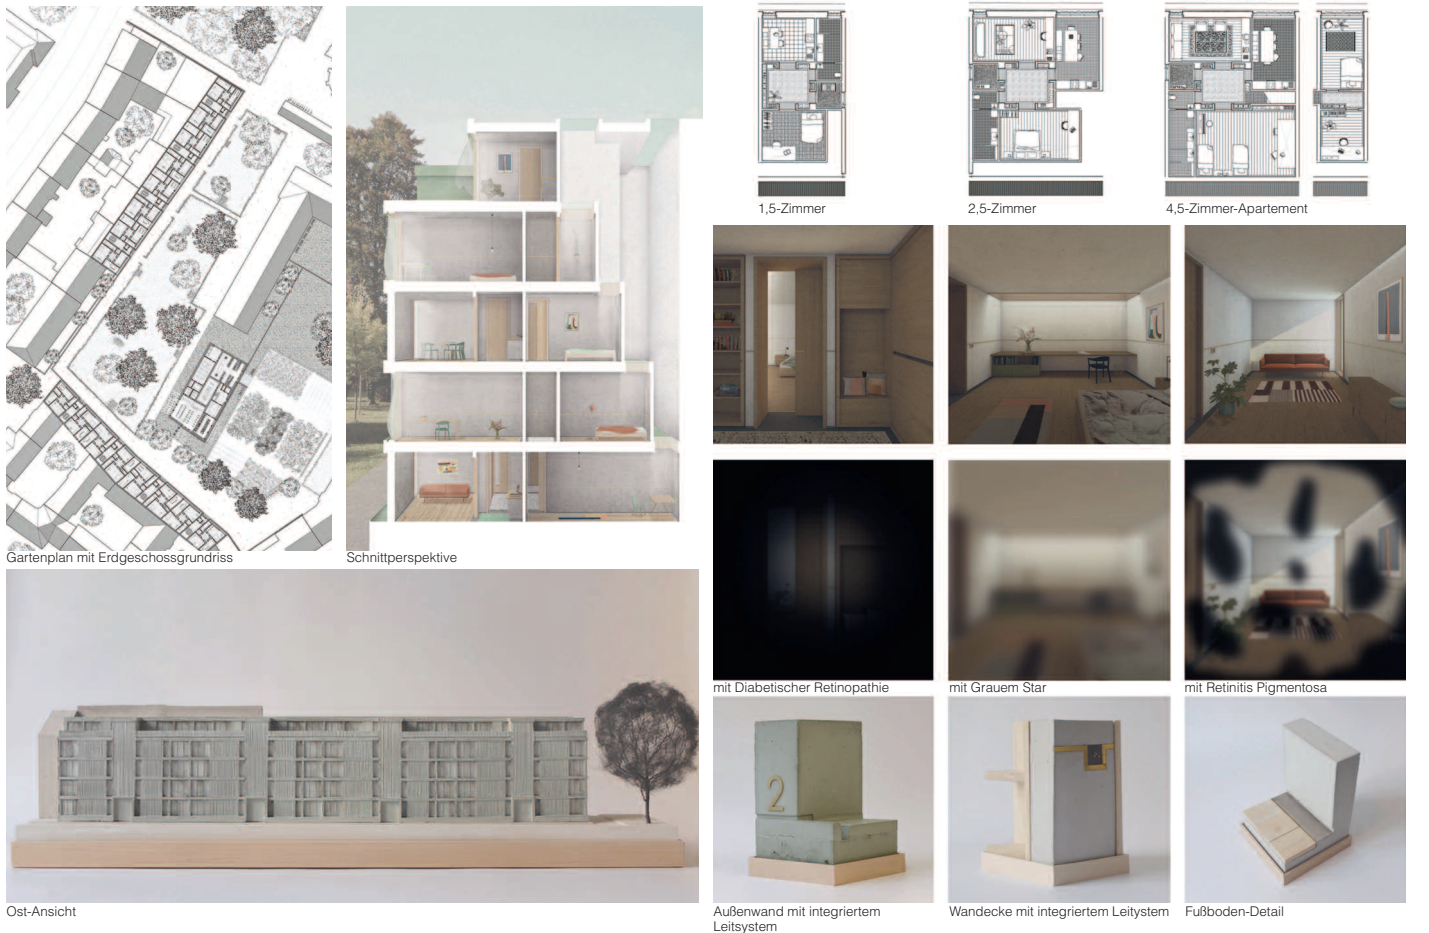 1,5-Zimmer
2,5-Zimmer
4,5-Zimmer-Apartement
Gartenplan mit Erdgeschossgrundriss
Schnittperspektive
mit Diabetischer Retinopathie
mit Grauem Star
mit Retinitis Pigmentosa
2
Ost-Ansicht
Außenwand mit integriertem
Leitsystem
Wandecke mit integriertem Leitystem
Fußboden-Detail